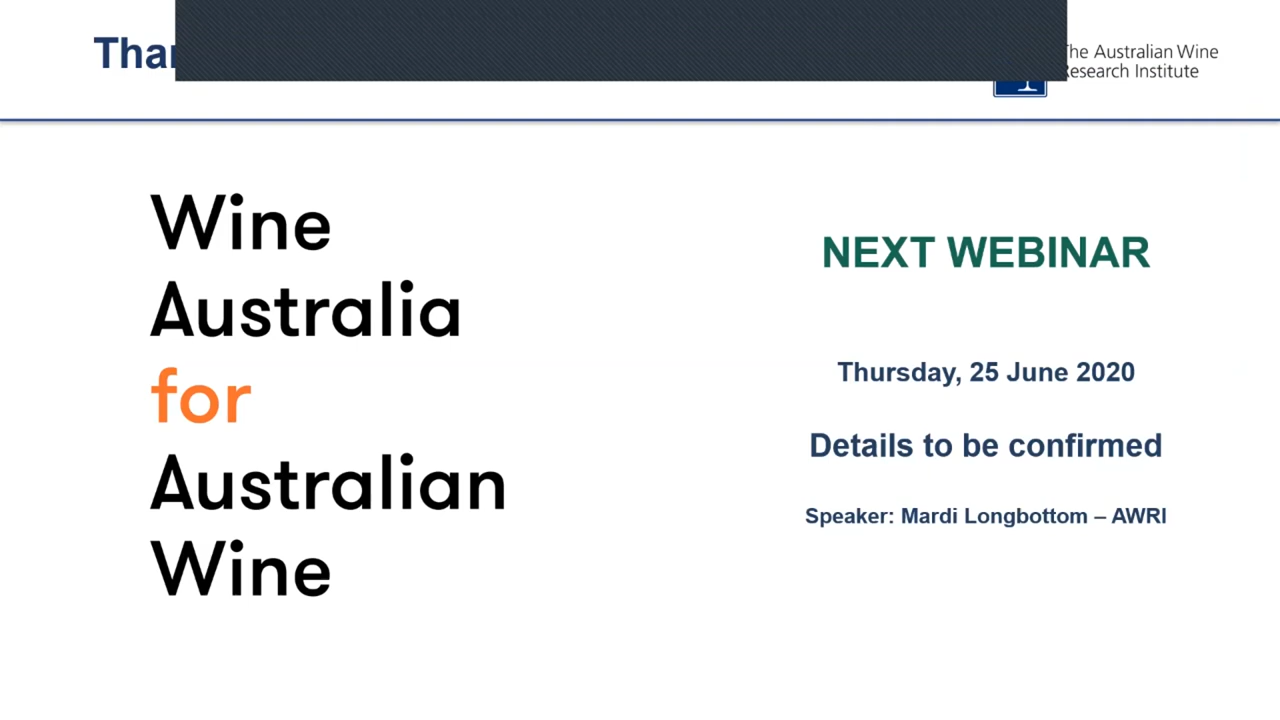 The Australian Wine
Research Institute
Wine
Australia
for
Australian
Wine
NEXT WEBINAR
Thursday, 25 June 2020
Details to be confirmed
Speaker: Mardi Longbottom – AWRI